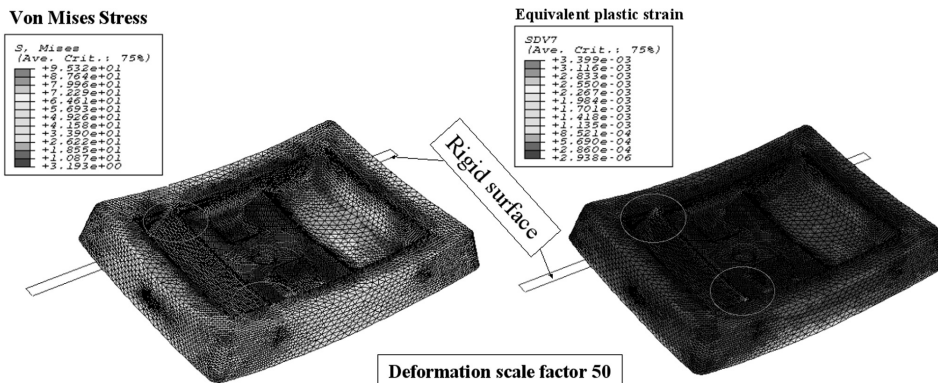 Von Mises Stress
S, Mises
(Ave. Crit.: 75%)
+9.532e+01
+8.764e+01
+7.996e+01
+7.229e+01
+6.461e+01
+5.693e+01
+4.926e+01
+4.158e+01
+3.390e+01
+2.622e+01
+1.855e+01
+1.087e+01
+3.193e+00
Equivalent plastic strain
SDV7
(Ave. Crit.: 75%)
+3.399e-03
+3.116e-03
+2.833e-03
+2.550e-03
+2.267e-03
+1.984e-03
+1.701e-03
+1.418e-03
+1.135e-03
+8.521e-04
+5.690e-04
+2.860e-04
+2.938e-06
Rigid surface
Deformation scale factor 50